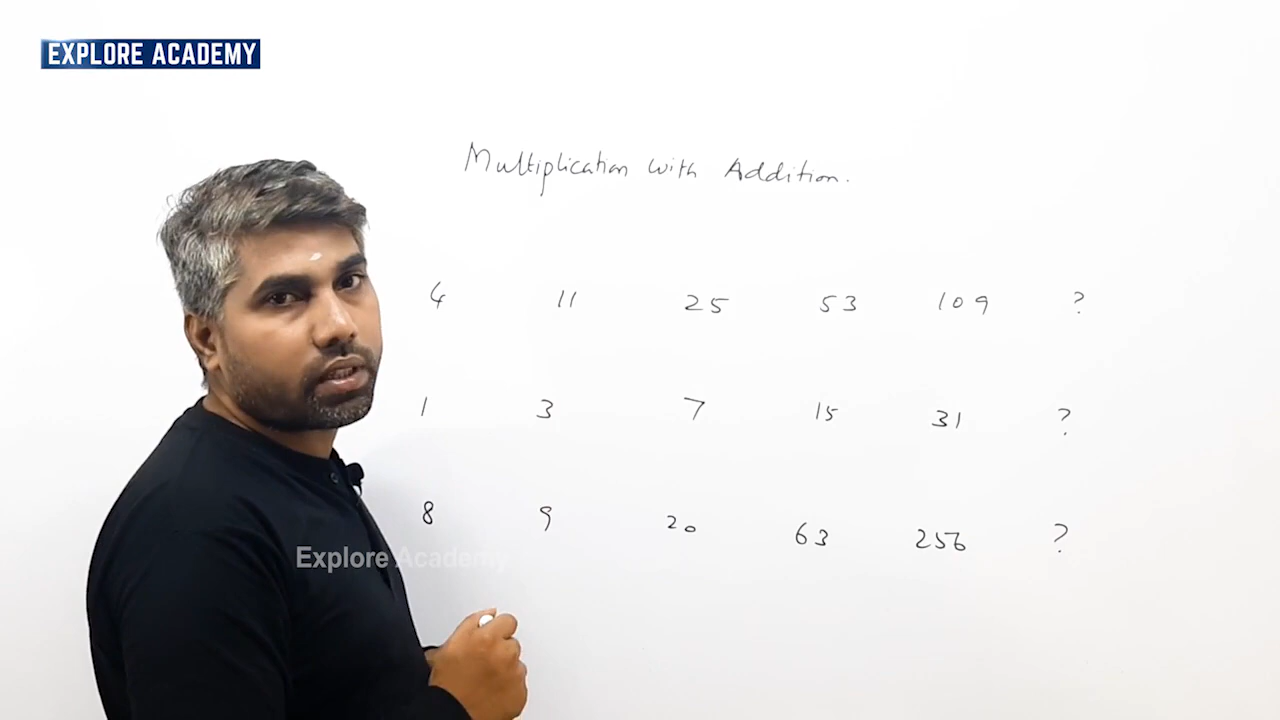 EXPLORE ACADEMY
Multiplication with Addition.
4 11 25 53 109 ?
1 3 7 15 31 ?
8 9 20 63 256 ?
Explore Academy